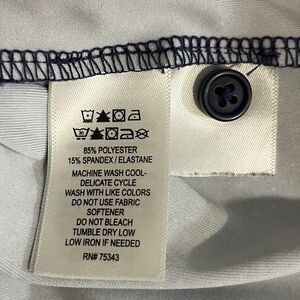 85% POLYESTER
15% SPANDEX / ELASTANE
MACHINE WASH COOL-
DELICATE CYCLE
WASH WITH LIKE COLORS
DO NOT USE FABRIC
SOFTENER
DO NOT BLEACH
TUMBLE DRY LOW
LOW IRON IF NEEDED
RN# 75343